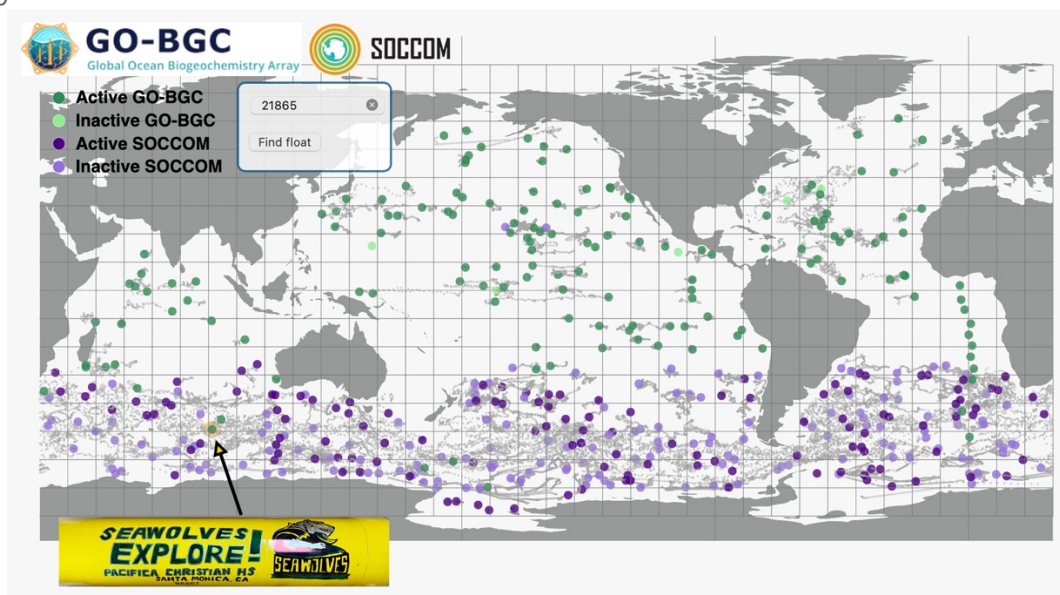 GO-BGC
Global Ocean Biogeochemistry Array
SOCCOM
Active GO-BGC
Inactive GO-BGC
Active SOCCOM
Inactive SOCCOM
21865
Find float
SEAWOLVES
EXPLORE!
PACIFICA CHRISTIAN HS
SANTA MONICA, CA
SEAWOLVES